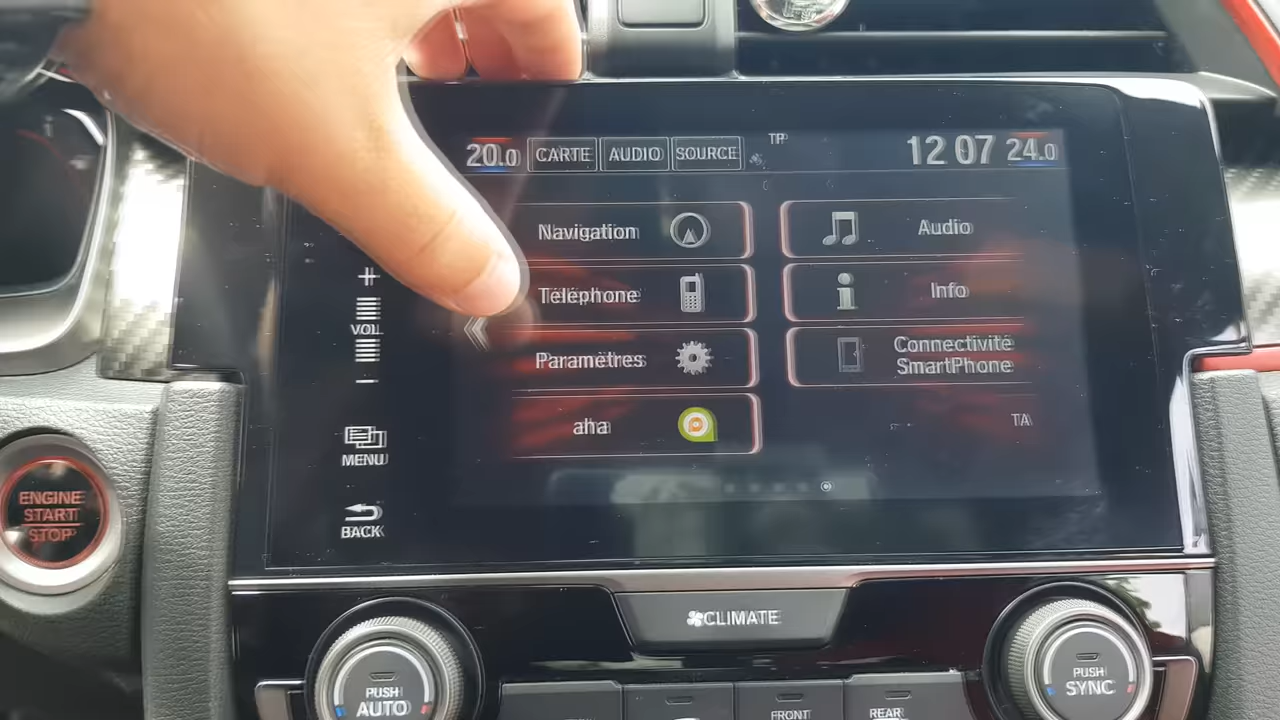 20.0 CARTE AUDIO SOURCE TP 12 07 24.0
Navigation
Audio
Téléphone
Info
Paramètres
Connectivité
SmartPhone
aha
TA
+
VOL
−
MENU
BACK
ENGINE
START
STOP
CLIMATE
PUSH
AUTO
FRONT
REAR
PUSH
SYNC